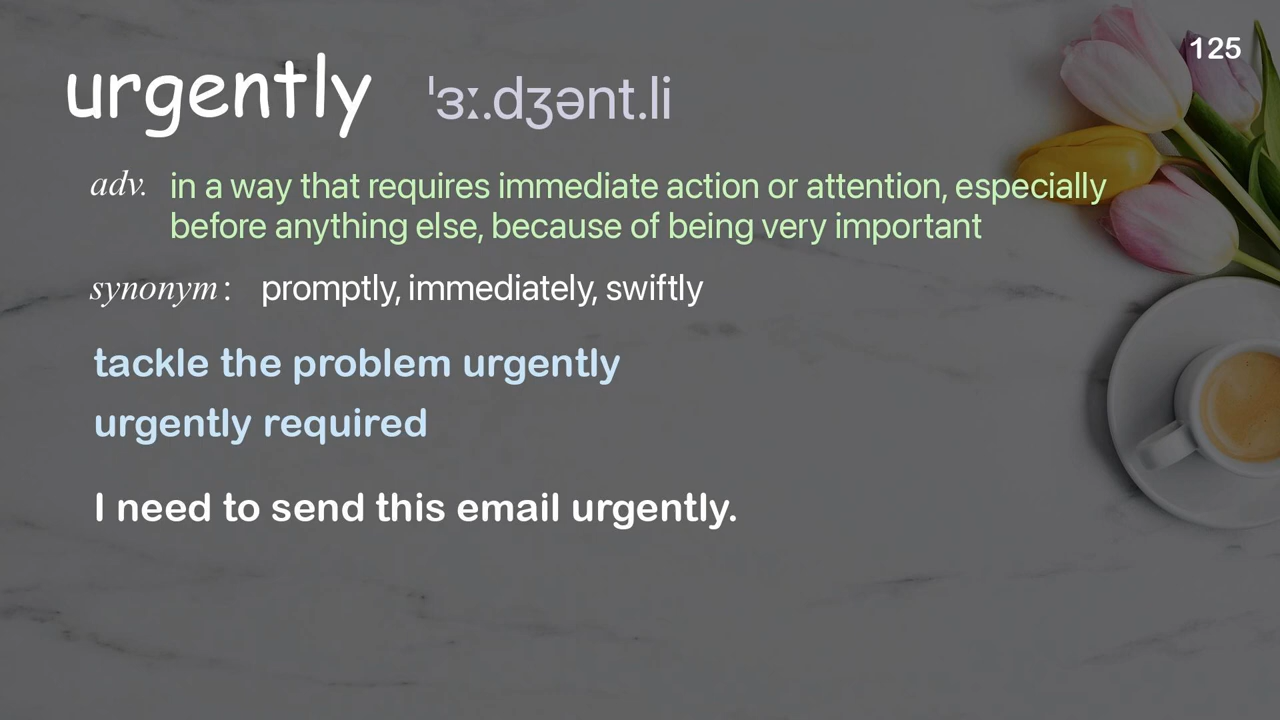 125
urgently ˈɜː.dʒənt.li
adv. in a way that requires immediate action or attention, especially
before anything else, because of being very important
synonym : promptly, immediately, swiftly
tackle the problem urgently
urgently required
I need to send this email urgently.